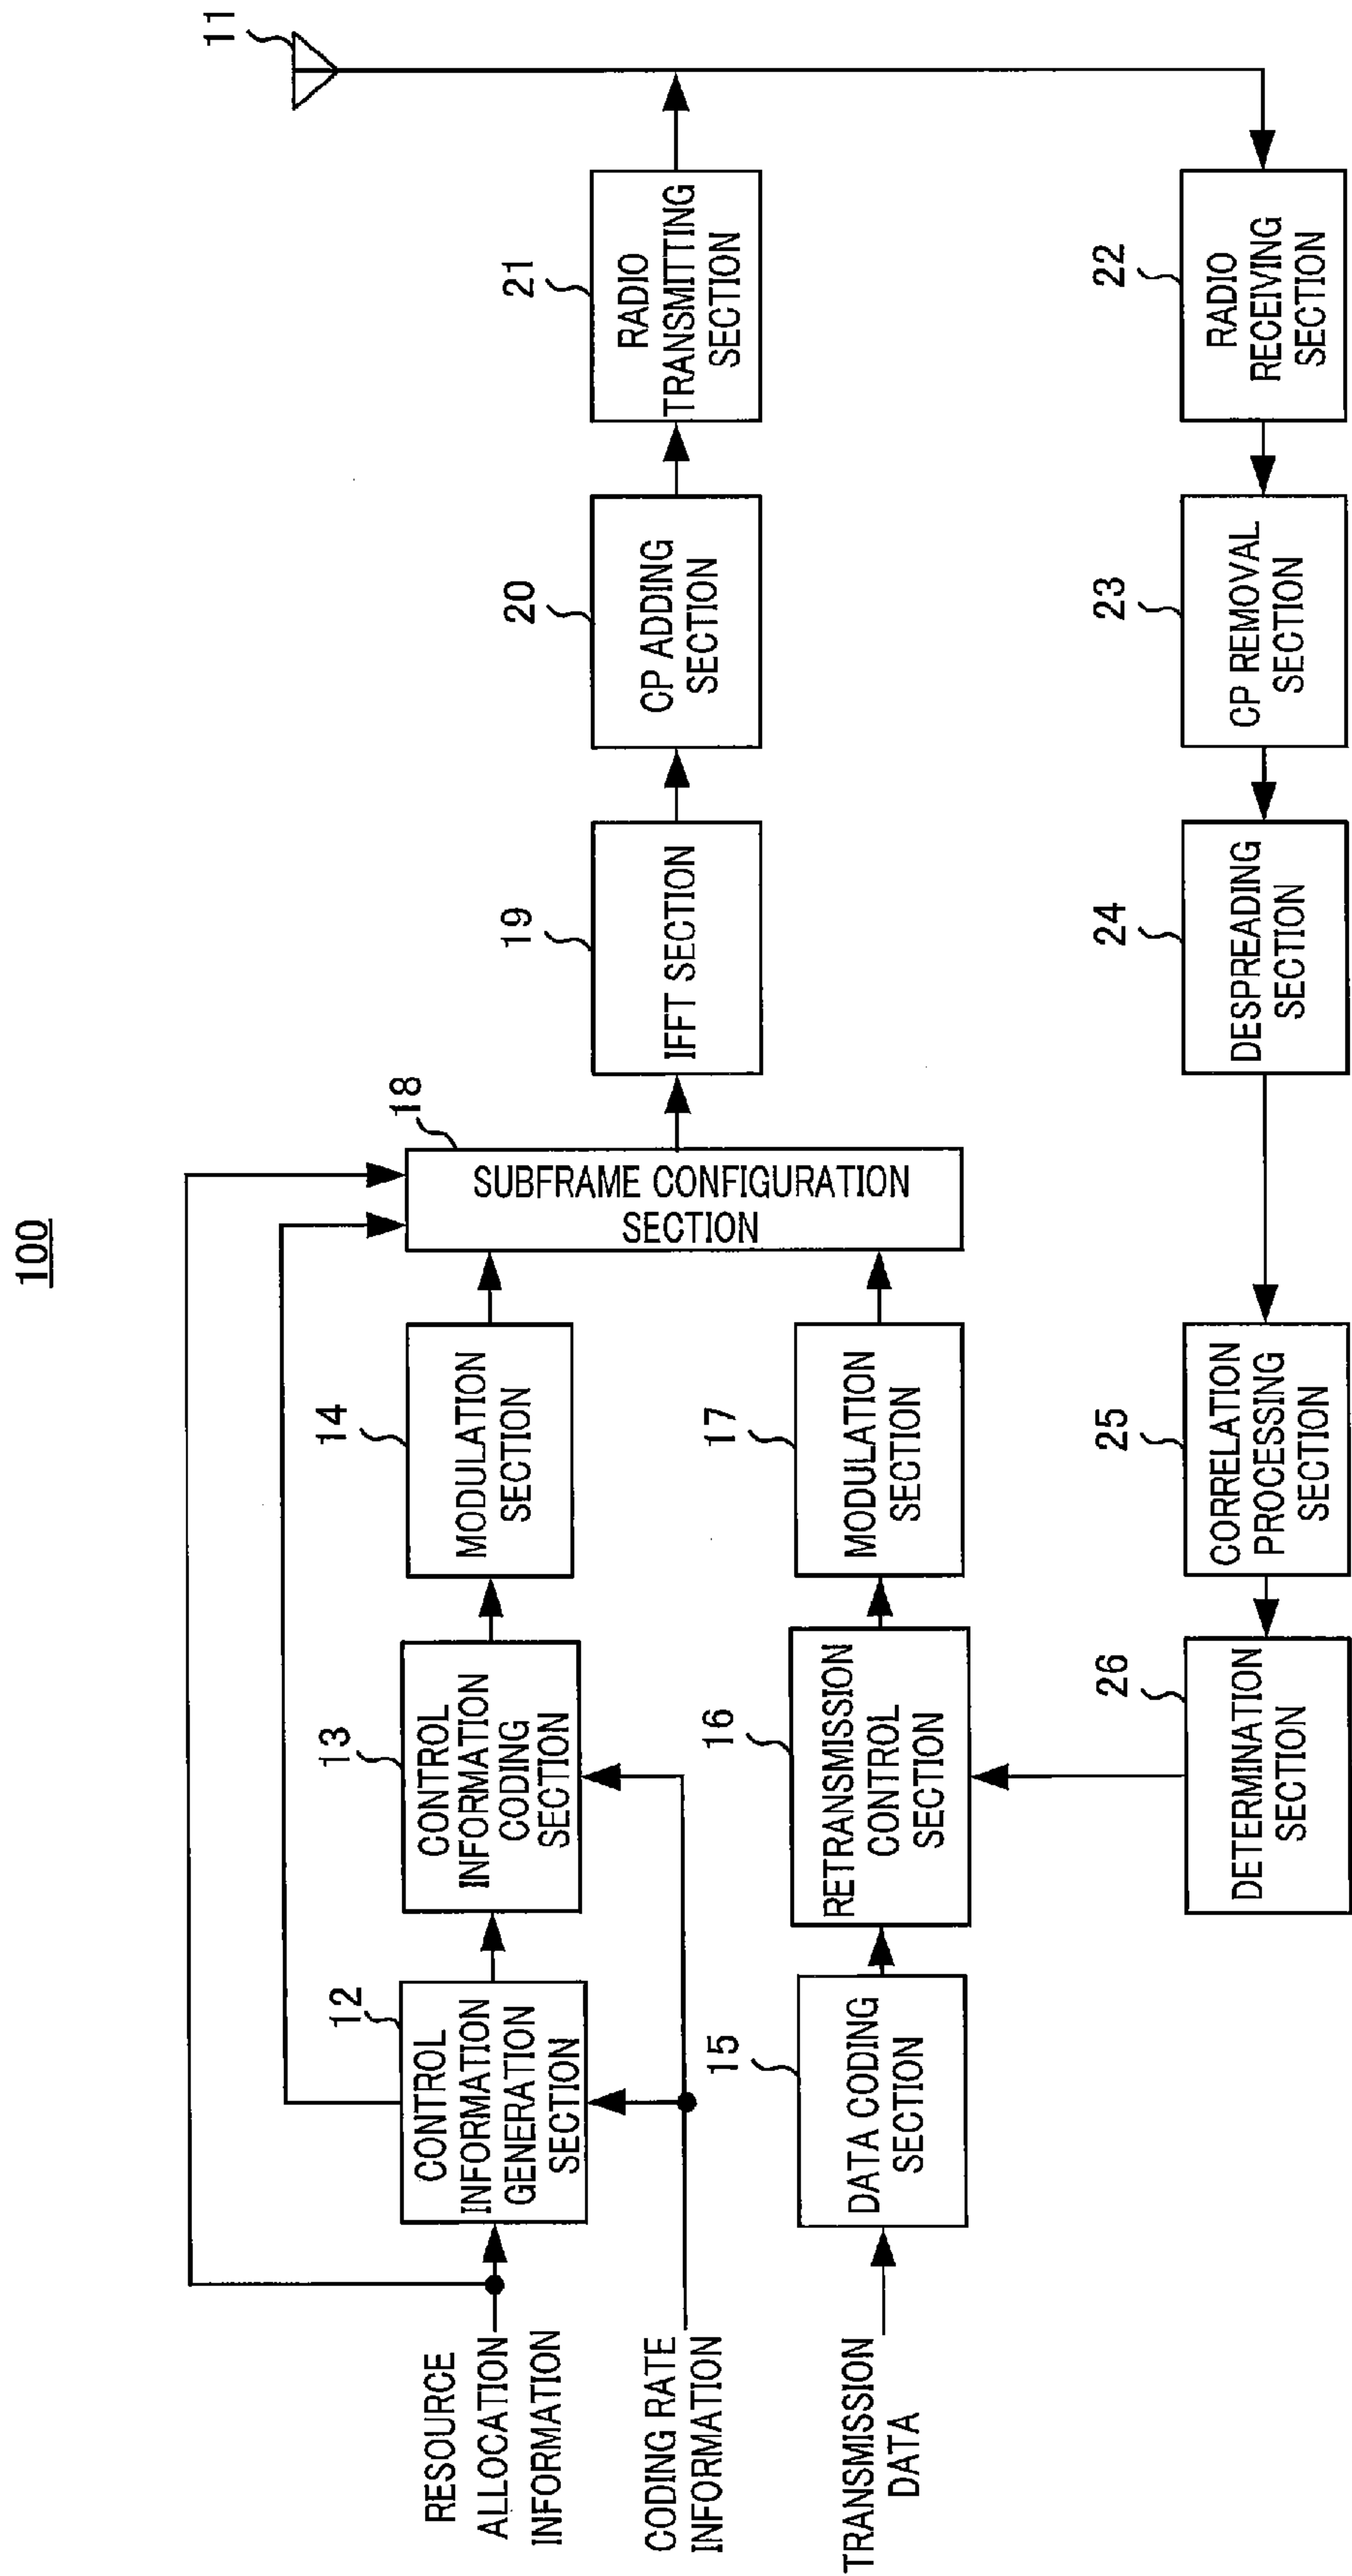 100
11
RESOURCE
ALLOCATION
INFORMATION
12
CONTROL
INFORMATION
GENERATION
SECTION
13
CONTROL
INFORMATION
CODING
SECTION
14
MODULATION
SECTION
18
SUBFRAME CONFIGURATION
SECTION
19
IFFT SECTION
20
CP ADDING
SECTION
21
RADIO
TRANSMITTING
SECTION
CODING RATE
INFORMATION
TRANSMISSION
DATA
15
DATA CODING
SECTION
16
RETRANSMISSION
CONTROL
SECTION
17
MODULATION
SECTION
26
DETERMINATION
SECTION
25
CORRELATION
PROCESSING
SECTION
24
DESPREADING
SECTION
23
CP REMOVAL
SECTION
22
RADIO
RECEIVING
SECTION